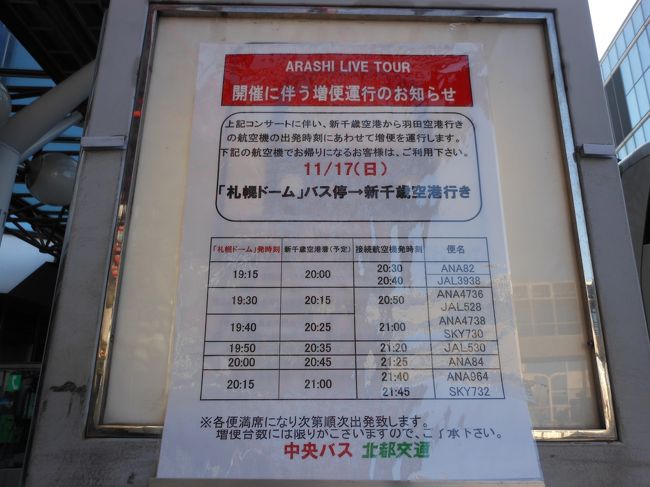 ARASHI LIVE TOUR
開催に伴う増便運行のお知らせ
上記コンサートに伴い、新千歳空港から羽田空港行き
の航空機の出発時刻にあわせて増便を運行します。
下記の航空機でお帰りになるお客様は、ご利用下さい。
11/17(日)
「札幌ドーム」バス停→新千歳空港行き
「札幌ドーム」発時刻 新千歳空港着(予定) 接続航空機発時刻 便名
19:15 20:00 20:30 ANA82
20:40 JAL3938
19:30 20:15 20:50 ANA4736
JAL528
19:40 20:25 21:00 ANA4738
SKY730
19:50 20:35 21:20 JAL530
20:00 20:45 21:25 ANA84
20:15 21:00 21:40 ANA964
21:45 SKY732
※各便満席になり次第順次出発致します。
増便台数には限りがございますので、ご了承下さい。
中央バス 北都交通